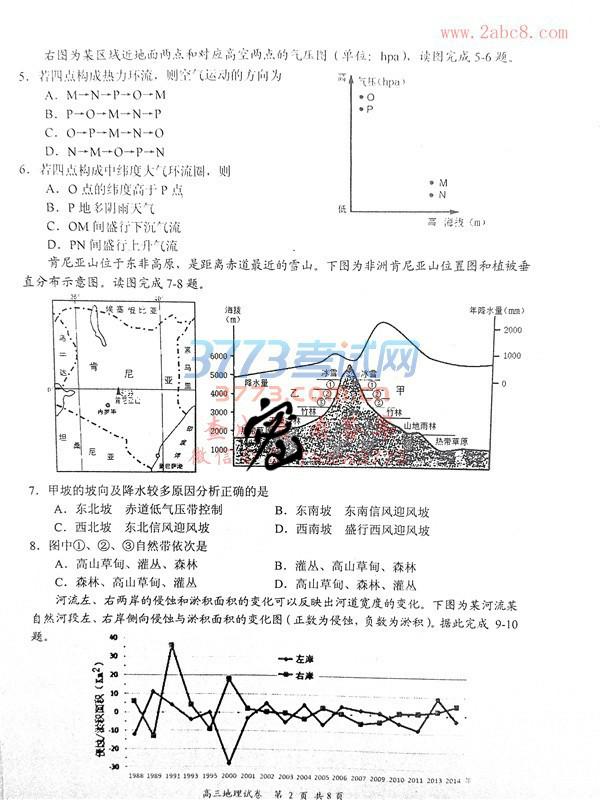 www.2abc8.com
右图为某区域近地面两点和对应高空两点的气压图（单位：hpa），读图完成5-6题。
5．若四点构成热力环流，则空气运动的方向为
A．M→N→P→O→M
B．P→O→M→N→P
C．O→P→M→N→O
D．N→M→O→P→N
高 气压(hpa)
O
P
M
N
低
高 海拔（m）
6．若四点构成中纬度大气环流圈，则
A．O点的纬度高于P点
B．P地多阴雨天气
C．OM间盛行下沉气流
D．PN间盛行上升气流
肯尼亚山位于东非高原，是距离赤道最近的雪山。下图为非洲肯尼亚山位置图和植被垂
直分布示意图。读图完成7-8题。
埃塞俄比亚
乌干达
肯尼亚
索马里
0
内罗毕
坦桑尼亚
印度洋
蒙巴萨港
海拔
(m)
6000
5000
4000
3000
2000
1000
年降水量(mm)
2000
1000
0
降水量
冰雪
冰雪
①
①
②
②
③
③
乙
甲
竹林
竹林
山地雨林
热带草原
3773考试网
7．甲坡的坡向及降水较多原因分析正确的是
A．东北坡 赤道低气压带控制
B．东南坡 东南信风迎风坡
C．西北坡 东北信风迎风坡
D．西南坡 盛行西风迎风坡
8．图中①、②、③自然带依次是
A．高山草甸、灌丛、森林
B．灌丛、高山草甸、森林
C．森林、高山草甸、灌丛
D．高山草甸、森林、灌丛
河流左、右两岸的侵蚀和淤积面积的变化可以反映出河道宽度的变化。下图为某河流某
自然河段左、右岸侧向侵蚀与淤积面积的变化图（正数为侵蚀，负数为淤积）。据此完成 9-10
题。
侵蚀/淤积面积（Km²）
40
30
20
10
0
-10
-20
-30
左岸
右岸
1988 1989 1991 1993 1996 2000 2002 2004 2005 2006 2007 2008 2009 2010 2011 2012 2013 2014 年
高三地理试卷 第 2 页 共 8 页